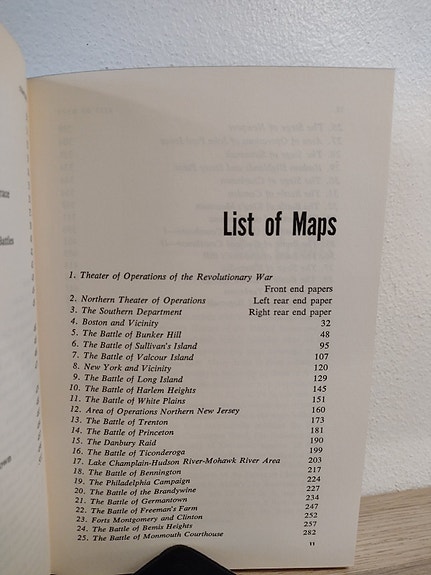 List of Maps
1. Theater of Operations of the Revolutionary War
Front end papers
2. Northern Theater of Operations Left rear end paper
3. The Southern Department Right rear end paper
4. Boston and Vicinity 32
5. The Battle of Bunker Hill 48
6. The Battle of Sullivan's Island 95
7. The Battle of Valcour Island 107
8. New York and Vicinity 120
9. The Battle of Long Island 129
10. The Battle of Harlem Heights 145
11. The Battle of White Plains 151
12. Area of Operations Northern New Jersey 160
13. The Battle of Trenton 173
14. The Battle of Princeton 181
15. The Danbury Raid 190
16. The Battle of Ticonderoga 199
17. Lake Champlain-Hudson River-Mohawk River Area 203
18. The Battle of Bennington 217
19. The Philadelphia Campaign 224
20. The Battle of the Brandywine 227
21. The Battle of Germantown 234
22. The Battle of Freeman's Farm 247
23. Forts Montgomery and Clinton 252
24. The Battle of Bemis Heights 257
25. The Battle of Monmouth Courthouse 282
11